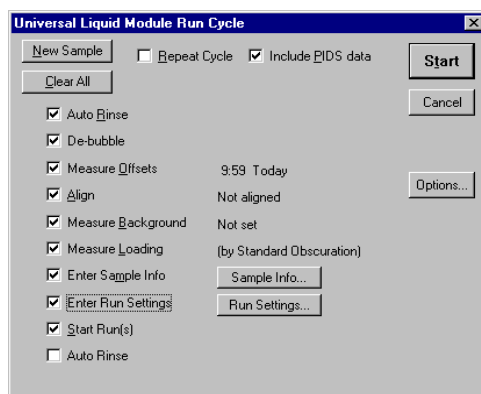 Universal Liquid Module Run Cycle
New Sample
Repeat Cycle
Include PIDS data
Start
Clear All
Cancel
Auto Rinse
De-bubble
Measure Offsets 9:59 Today
Options...
Align Not aligned
Measure Background Not set
Measure Loading (by Standard Obscuration)
Enter Sample Info Sample Info...
Enter Run Settings Run Settings...
Start Run(s)
Auto Rinse